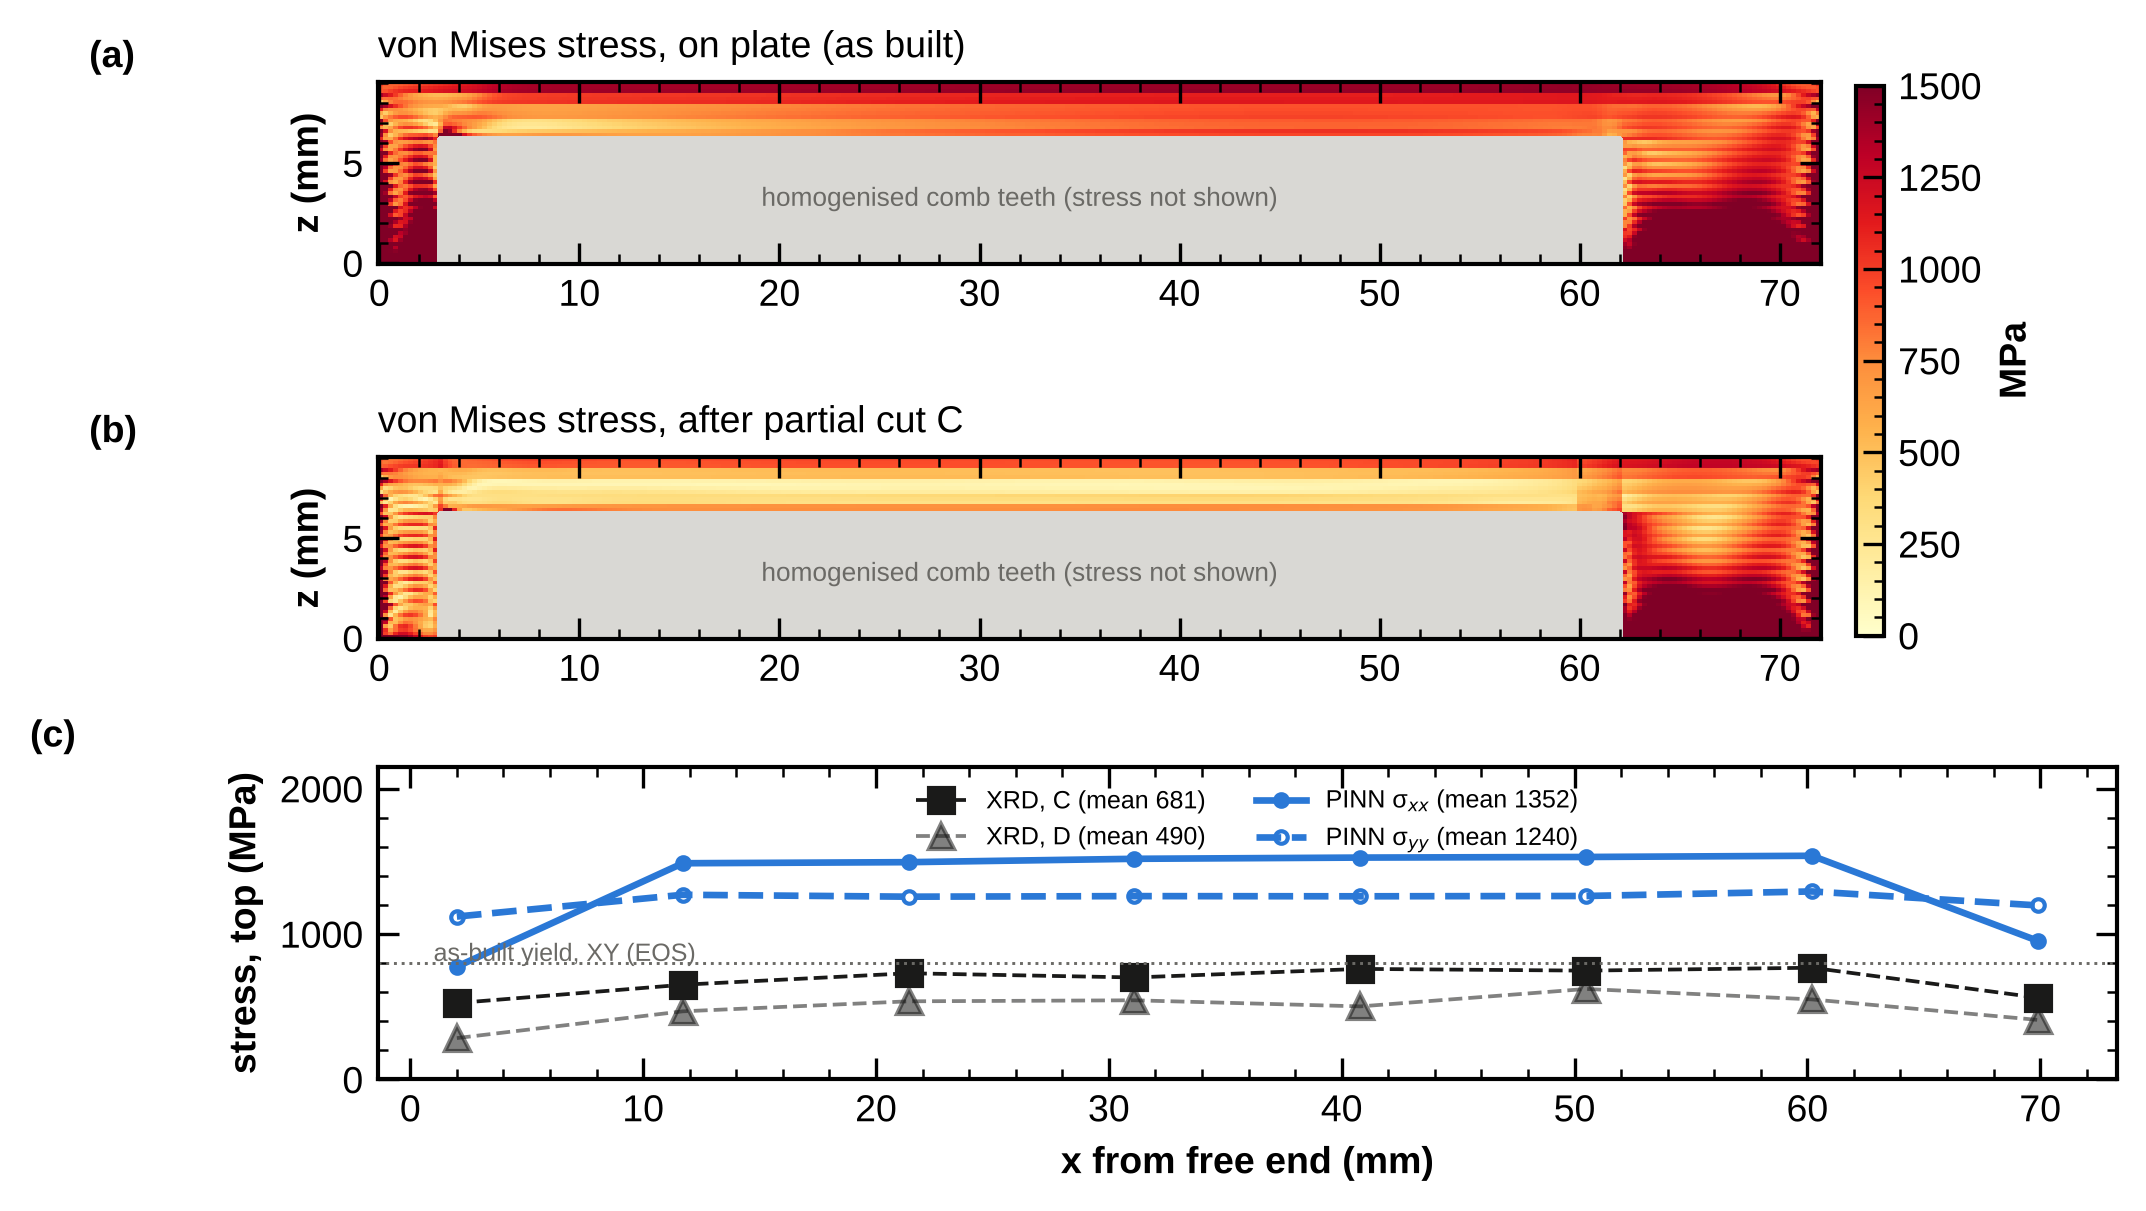 (a)
von Mises stress, on plate (as built)
z (mm)
5
0
0 10 20 30 40 50 60 70
homogenised comb teeth (stress not shown)
1500
1250
1000
750
500
250
0
MPa
(b)
von Mises stress, after partial cut C
z (mm)
5
0
0 10 20 30 40 50 60 70
homogenised comb teeth (stress not shown)
(c)
stress, top (MPa)
2000
1000
0
XRD, C (mean 681)
XRD, D (mean 490)
PINN σxx (mean 1352)
PINN σyy (mean 1240)
as-built yield, XY (EOS)
0 10 20 30 40 50 60 70
x from free end (mm)